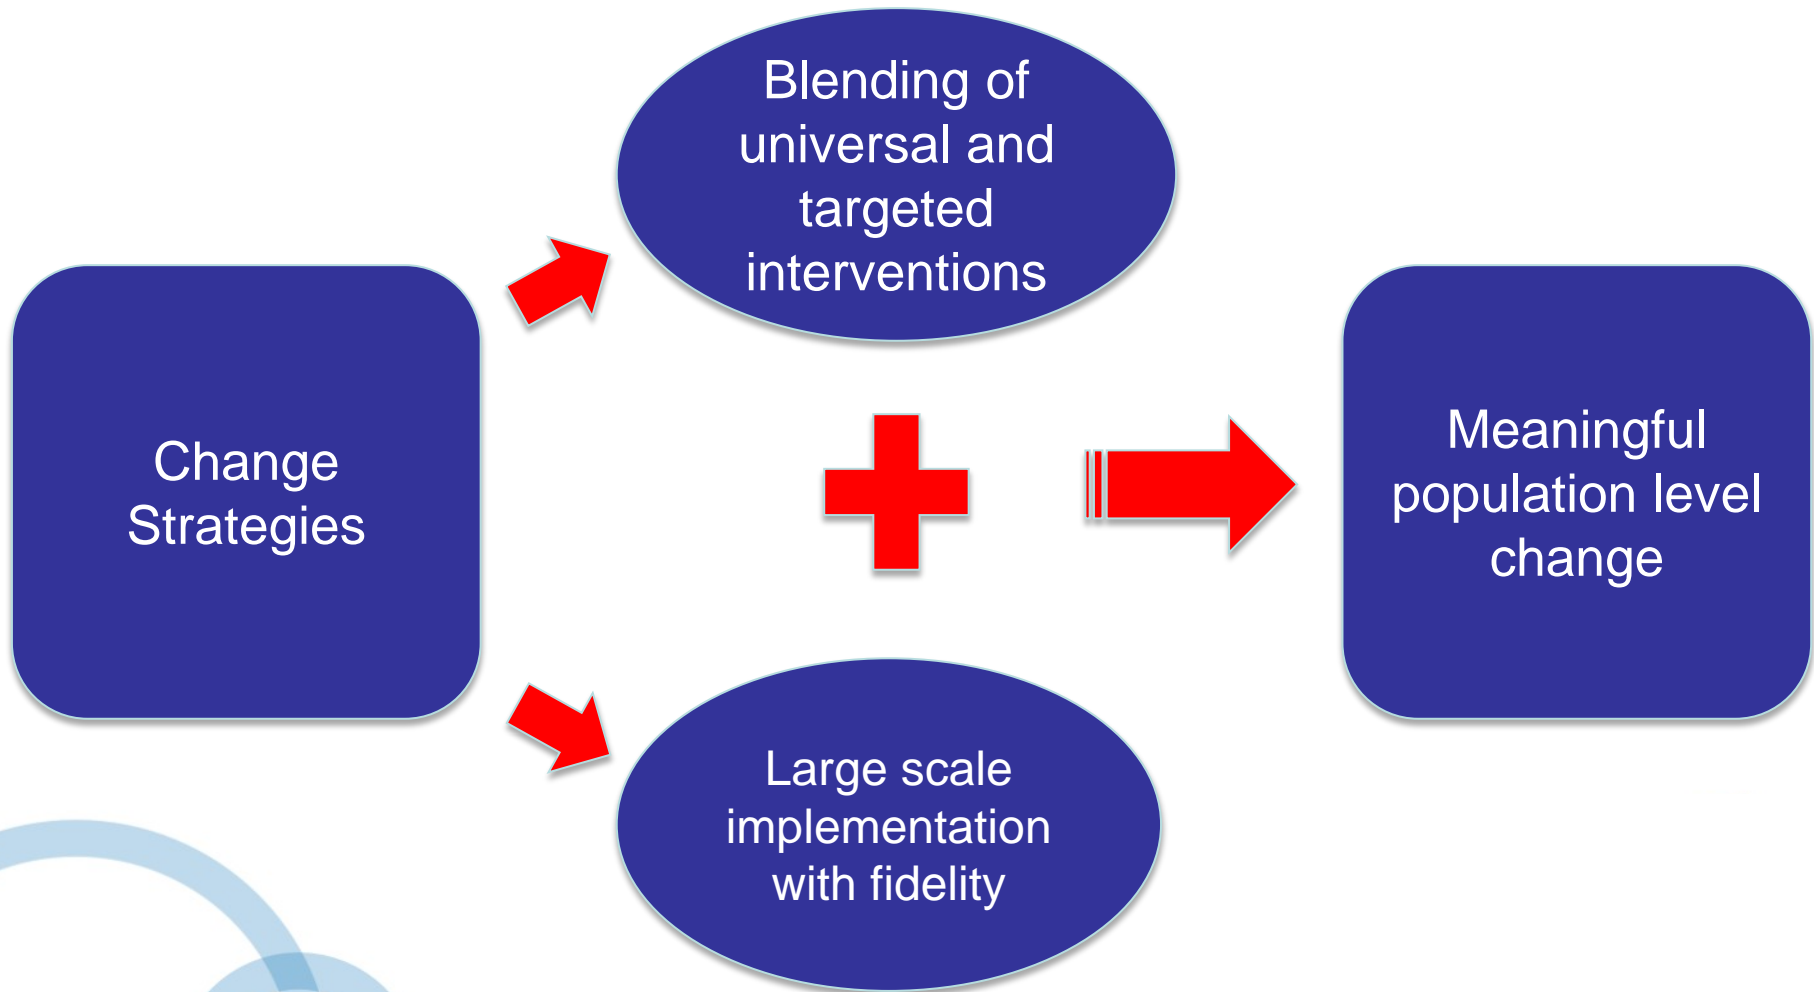 Change
Strategies
Blending of
universal and
targeted
interventions
Large scale
implementation
with fidelity
Meaningful
population level
change